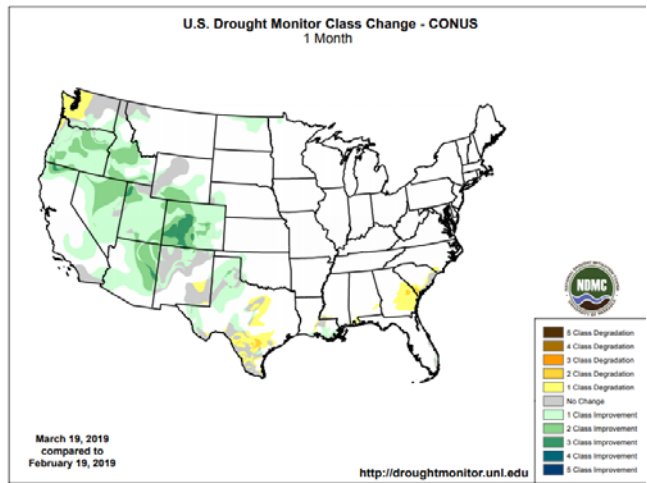 U.S. Drought Monitor Class Change - CONUS
1 Month
NDMC
5 Class Degradation
4 Class Degradation
3 Class Degradation
2 Class Degradation
1 Class Degradation
No Change
1 Class Improvement
2 Class Improvement
3 Class Improvement
4 Class Improvement
5 Class Improvement
March 19, 2019
compared to
February 19, 2019
http://droughtmonitor.unl.edu